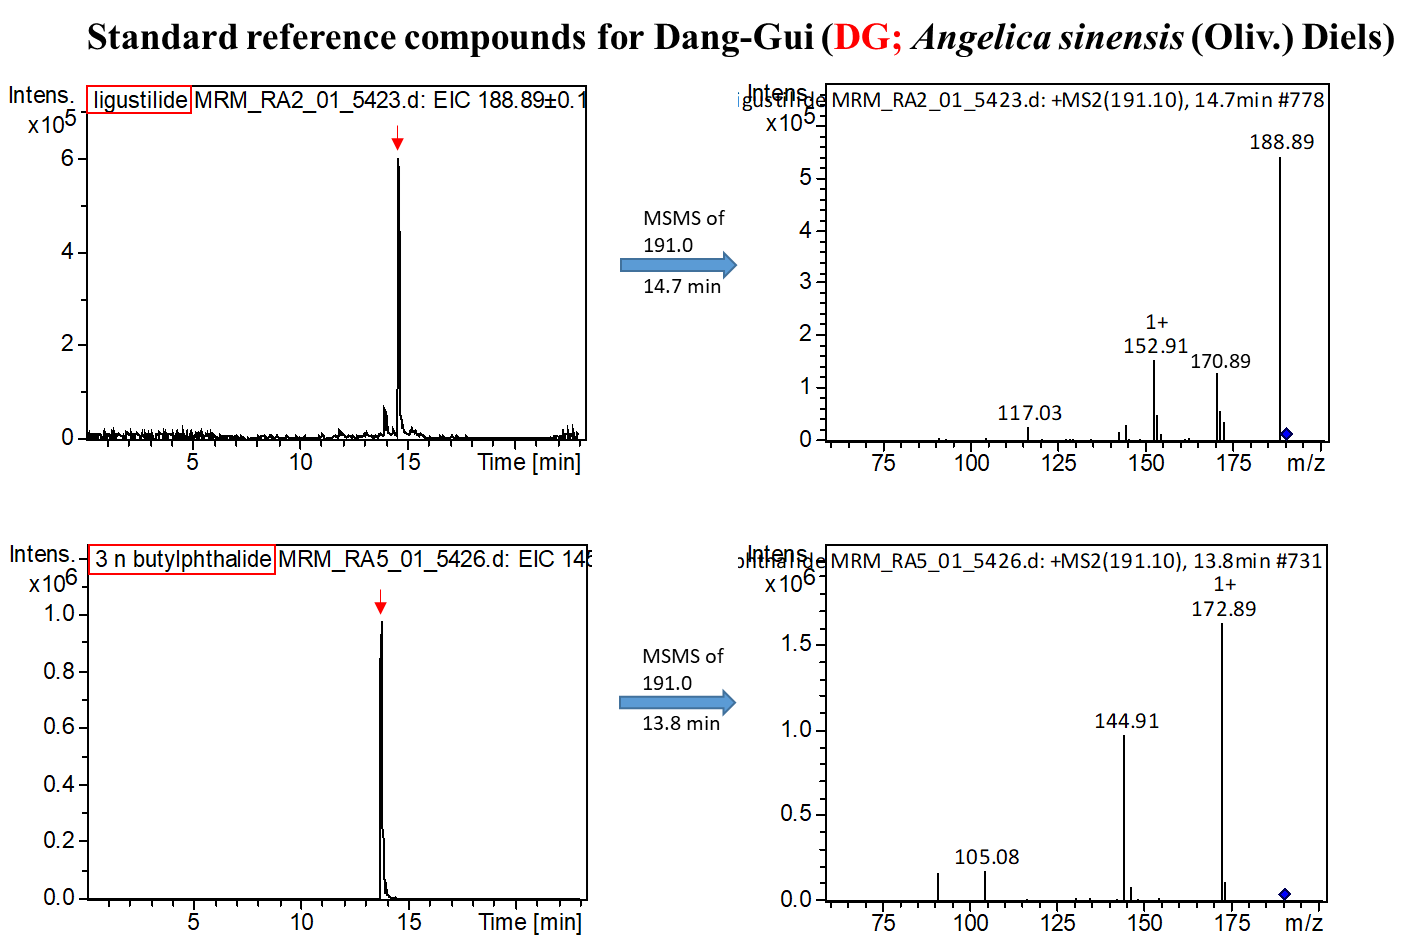 Standard reference compounds for Dang-Gui (DG; Angelica sinensis (Oliv.) Diels)
Intens.
x10^5
ligustilide MRM_RA2_01_5423.d: EIC 188.89±0.1
6
4
2
0
5 10 15 Time [min]
MSMS of
191.0
14.7 min
Intens.
x10^5
igustilide MRM_RA2_01_5423.d: +MS2(191.10), 14.7min #778
188.89
1+
152.91
170.89
117.03
5
4
3
2
1
0
75 100 125 150 175 m/z
Intens.
x10^6
3 n butylphthalide MRM_RA5_01_5426.d: EIC 145
1.0
0.8
0.6
0.4
0.2
0.0
5 10 15 Time [min]
MSMS of
191.0
13.8 min
Intens.
x10^6
phthalide MRM_RA5_01_5426.d: +MS2(191.10), 13.8min #731
1+
172.89
144.91
105.08
1.5
1.0
0.5
0.0
75 100 125 150 175 m/z